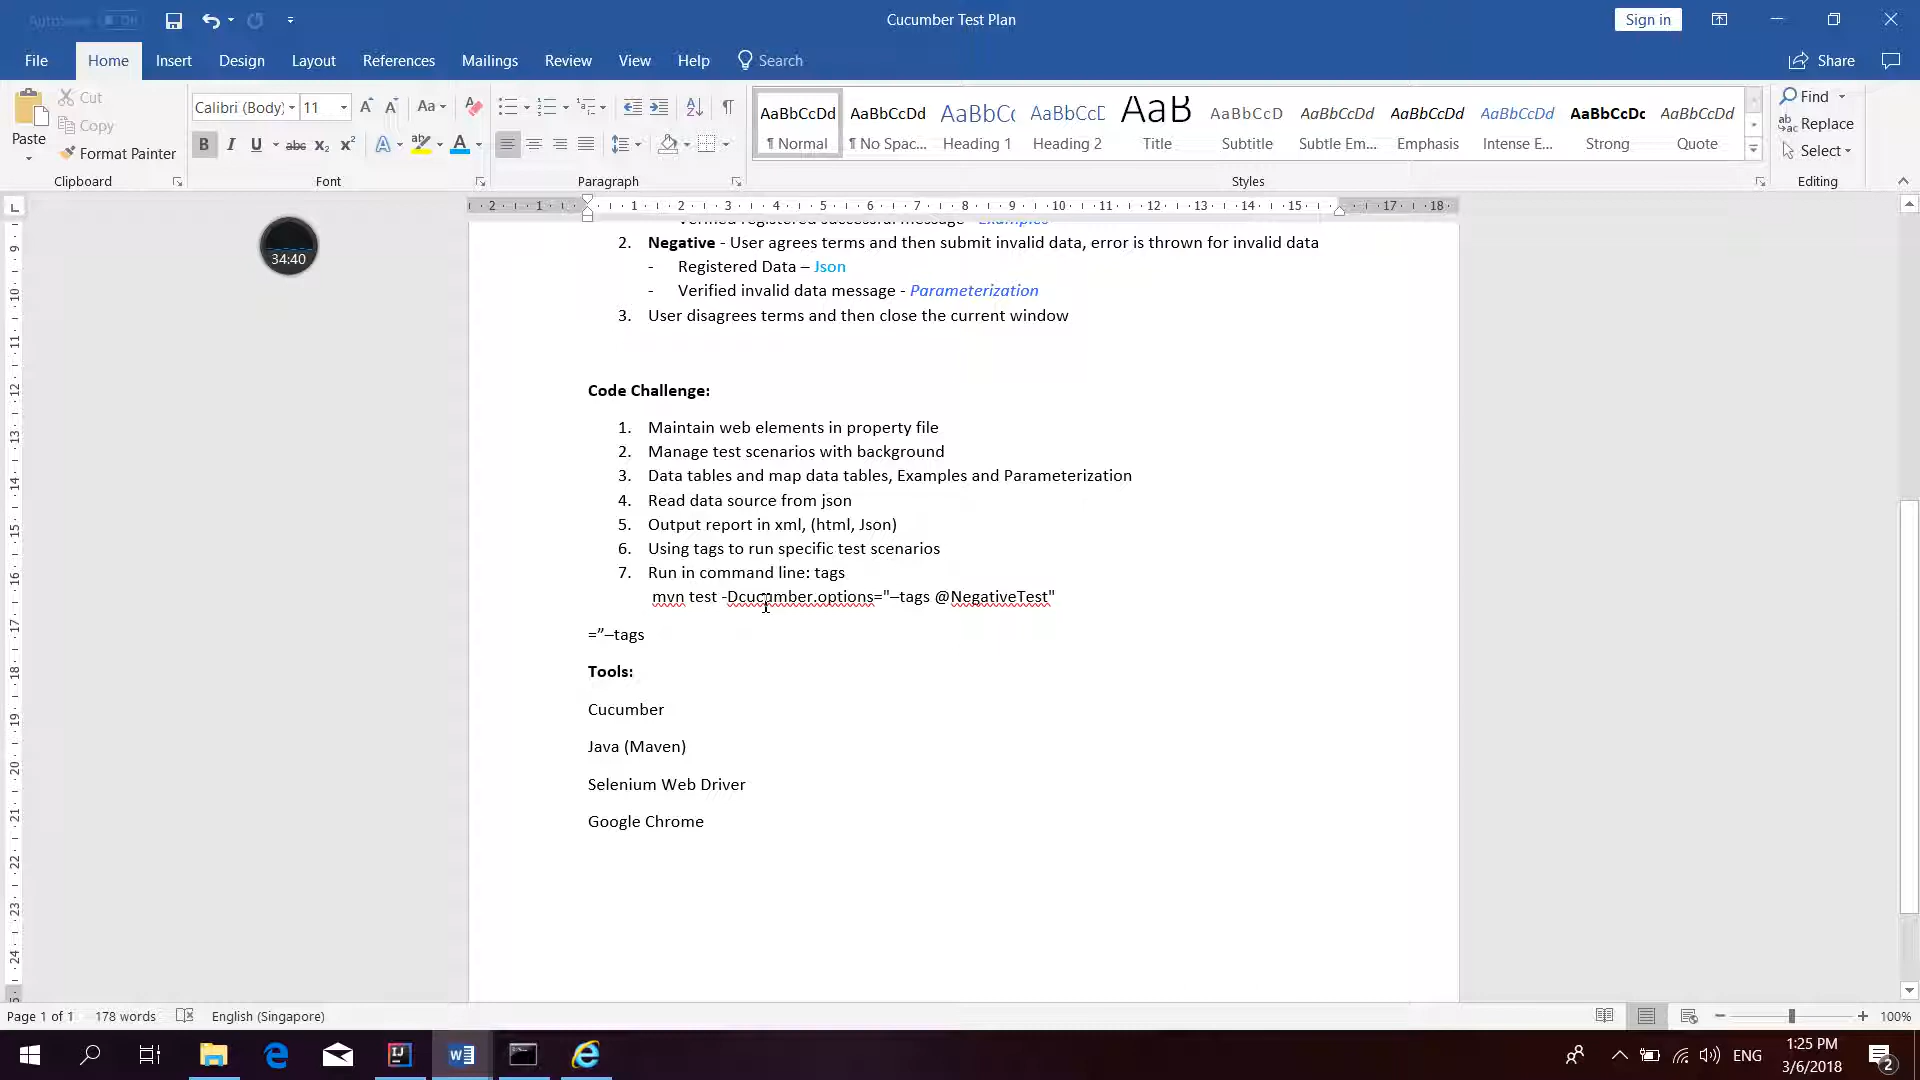 AutoSave Off
Cucumber Test Plan
Sign in
File Home Insert Design Layout References Mailings Review View Help Search
Share
Paste
Cut
Copy
Format Painter
Clipboard
Calibri (Body) 11
Font
Paragraph
AaBbCcDd ¶ Normal
AaBbCcDd ¶ No Spac...
AaBbCc Heading 1
AaBbCcD Heading 2
AaB Title
AaBbCcD Subtitle
AaBbCcDd Subtle Em...
AaBbCcDd Emphasis
AaBbCcDd Intense E...
AaBbCcDc Strong
AaBbCcDd Quote
Styles
Find
Replace
Select
Editing
34:40
Verified registered successful message - Examples
2. Negative - User agrees terms and then submit invalid data, error is thrown for invalid data
- Registered Data – Json
- Verified invalid data message - Parameterization
3. User disagrees terms and then close the current window
Code Challenge:
1. Maintain web elements in property file
2. Manage test scenarios with background
3. Data tables and map data tables, Examples and Parameterization
4. Read data source from json
5. Output report in xml, (html, Json)
6. Using tags to run specific test scenarios
7. Run in command line: tags
mvn test -Dcucumber.options="–tags @NegativeTest"
=”–tags
Tools:
Cucumber
Java (Maven)
Selenium Web Driver
Google Chrome
Page 1 of 1 178 words English (Singapore)
100%
ENG
1:25 PM
3/6/2018
2